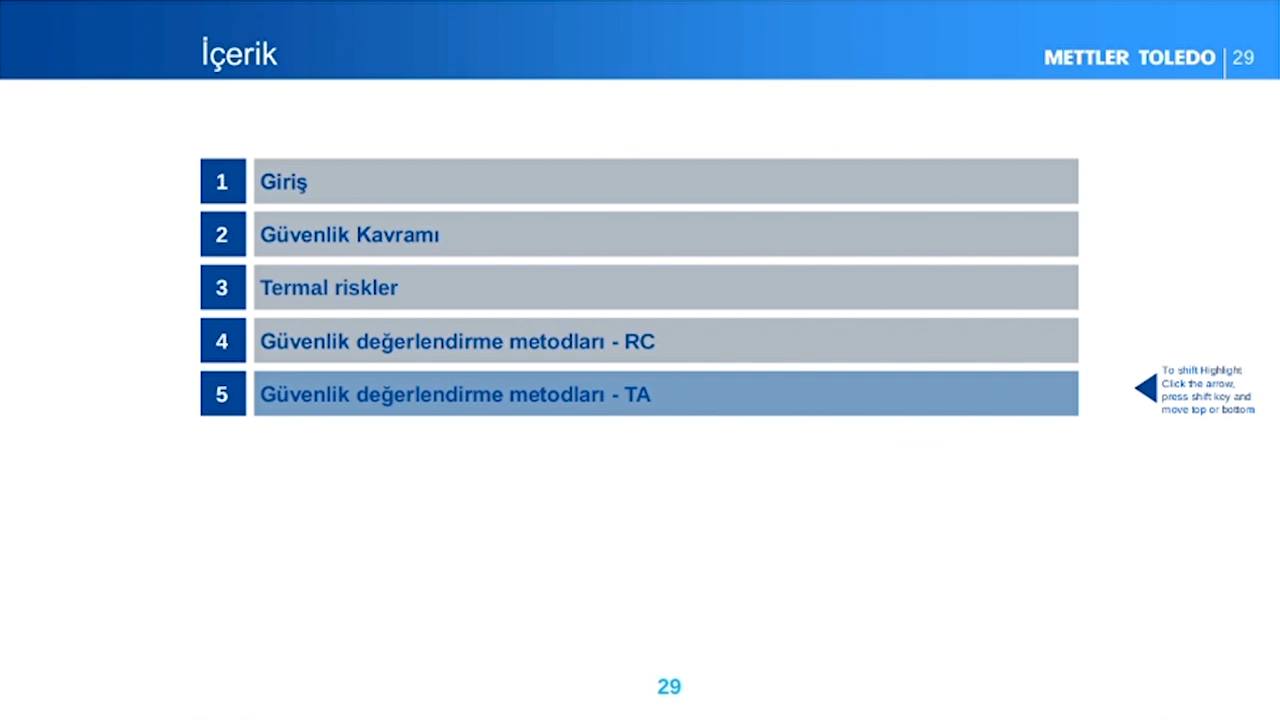 İçerik
METTLER TOLEDO 29
1 Giriş
2 Güvenlik Kavramı
3 Termal riskler
4 Güvenlik değerlendirme metodları - RC
5 Güvenlik değerlendirme metodları - TA
To shift Highlight
Click the arrow,
press shift key and
move top or bottom
29